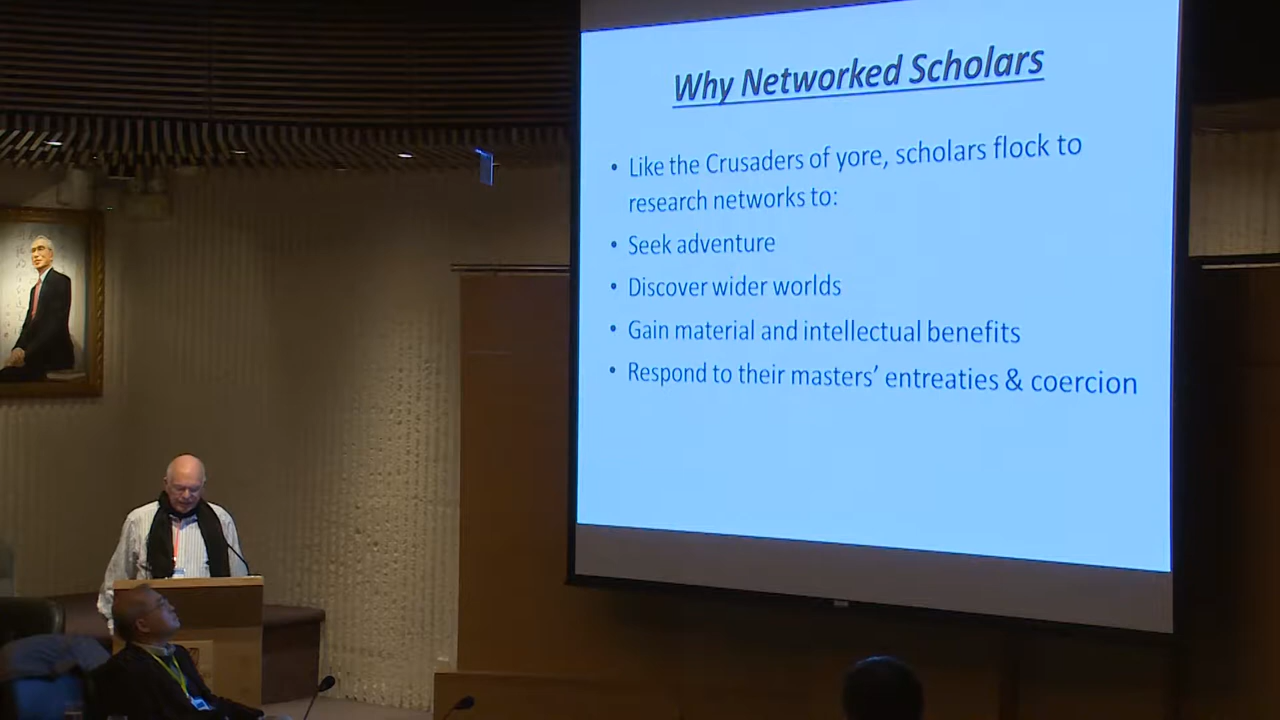 Why Networked Scholars
• Like the Crusaders of yore, scholars flock to
research networks to:
• Seek adventure
• Discover wider worlds
• Gain material and intellectual benefits
• Respond to their masters’ entreaties & coercion